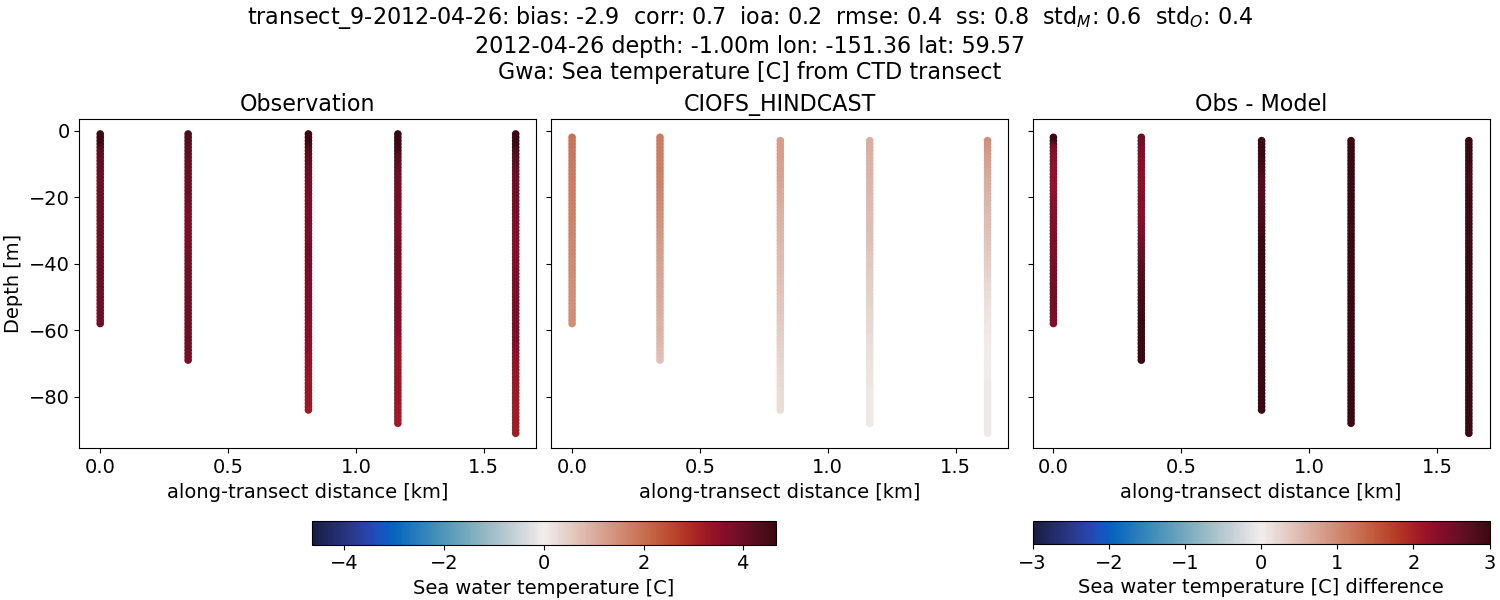 transect_9-2012-04-26: bias: -2.9  corr: 0.7  ioa: 0.2  rmse: 0.4  ss: 0.8  std_M: 0.6  std_O: 0.4
2012-04-26 depth: -1.00m lon: -151.36 lat: 59.57
Gwa: Sea temperature [C] from CTD transect
Observation
CIOFS_HINDCAST
Obs - Model
Depth [m]
0
−20
−40
−60
−80
0.0 0.5 1.0 1.5
0.0 0.5 1.0 1.5
0.0 0.5 1.0 1.5
along-transect distance [km]
along-transect distance [km]
along-transect distance [km]
−4 −2 0 2 4
Sea water temperature [C]
−3 −2 −1 0 1 2 3
Sea water temperature [C] difference